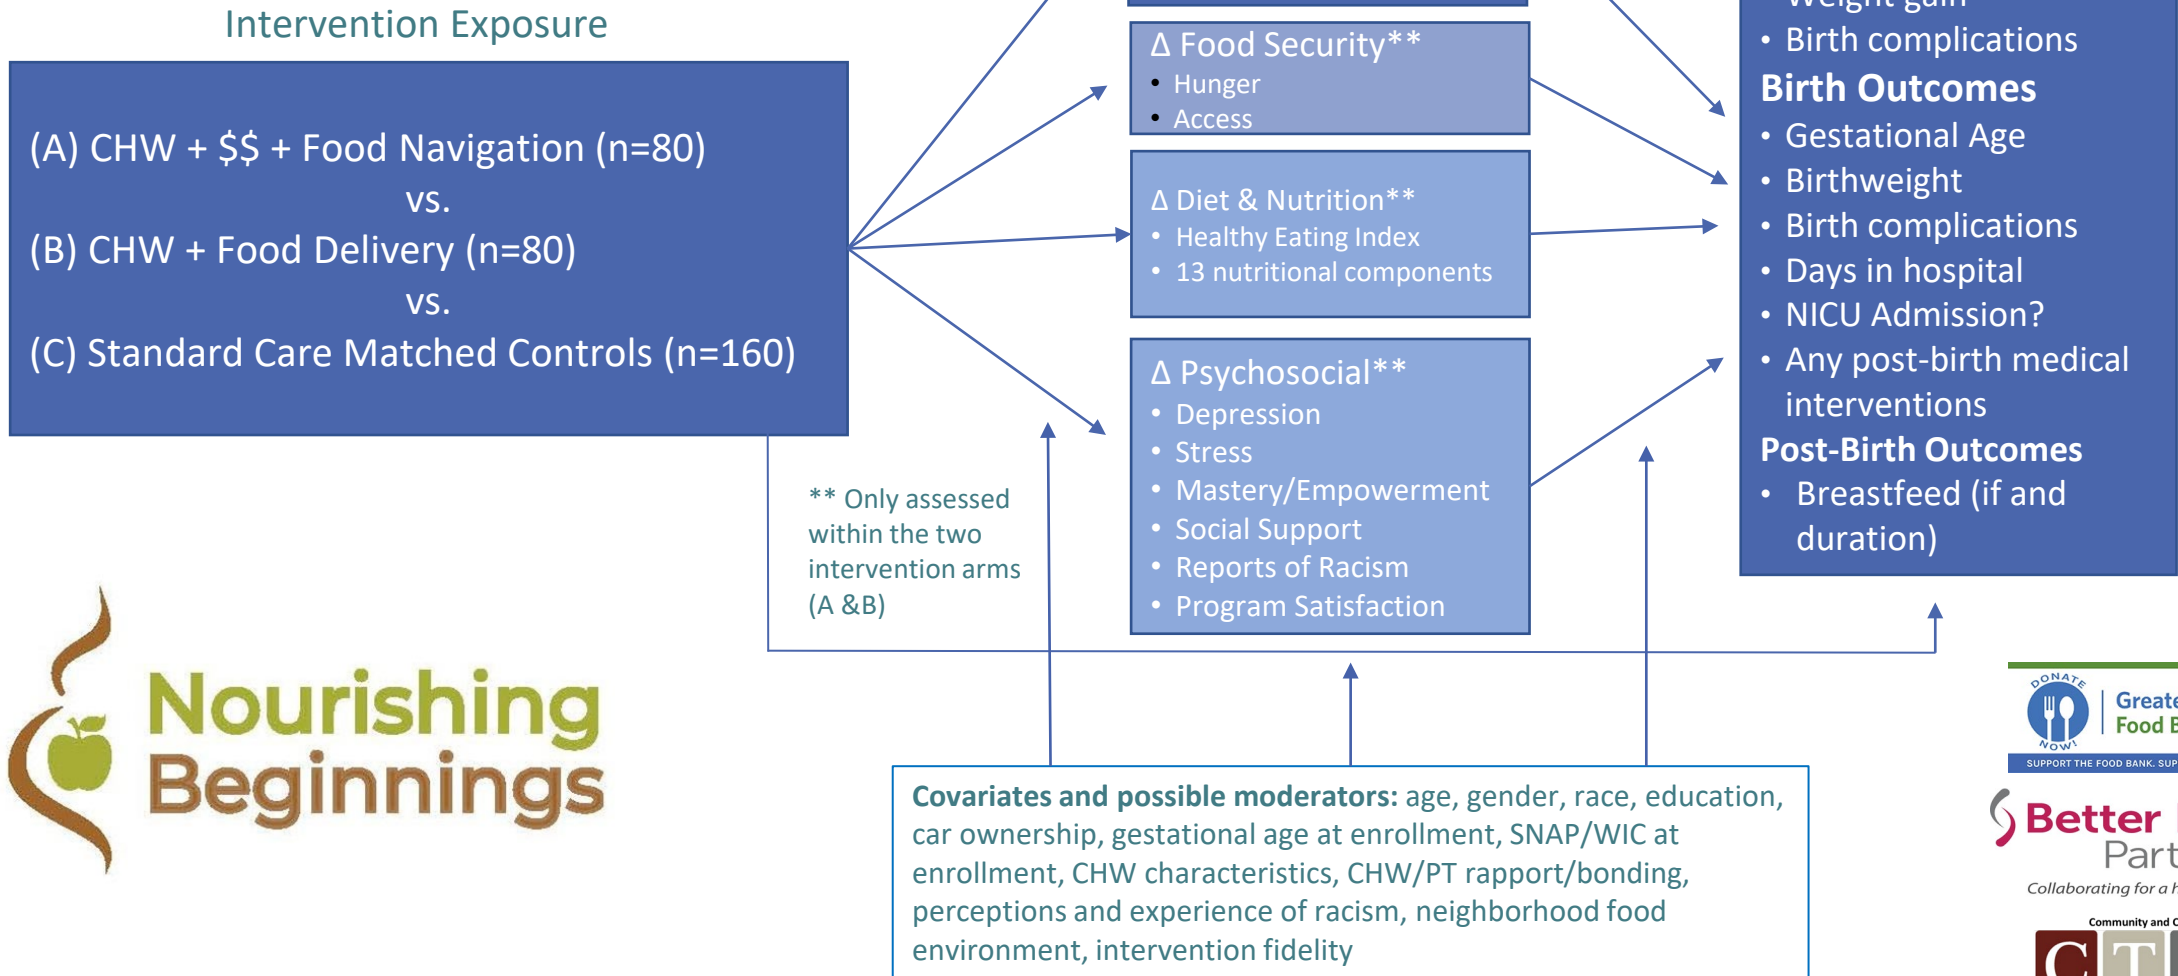 Intervention Exposure
(A) CHW + $$ + Food Navigation (n=80)
vs.
(B) CHW + Food Delivery (n=80)
vs.
(C) Standard Care Matched Controls (n=160)
Δ Food Security**
• Hunger
• Access
Δ Diet & Nutrition**
• Healthy Eating Index
• 13 nutritional components
Δ Psychosocial**
• Depression
• Stress
• Mastery/Empowerment
• Social Support
• Reports of Racism
• Program Satisfaction
** Only assessed
within the two
intervention arms
(A &B)
Weight gain
• Birth complications
Birth Outcomes
• Gestational Age
• Birthweight
• Birth complications
• Days in hospital
• NICU Admission?
• Any post-birth medical
interventions
Post-Birth Outcomes
• Breastfeed (if and
duration)
Nourishing
Beginnings
Covariates and possible moderators: age, gender, race, education,
car ownership, gestational age at enrollment, SNAP/WIC at
enrollment, CHW characteristics, CHW/PT rapport/bonding,
perceptions and experience of racism, neighborhood food
environment, intervention fidelity
DONATE
NOW!
Food B
SUPPORT THE FOOD BANK. SUP
Better
Part
Collaborating for a h
Community and C
C T